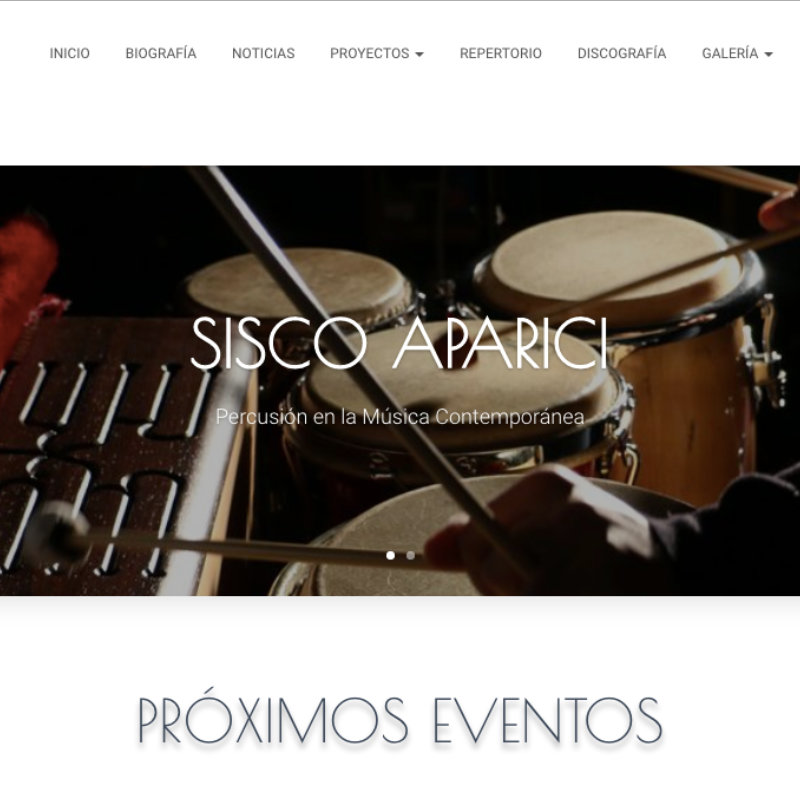 INICIO BIOGRAFÍA NOTICIAS PROYECTOS REPERTORIO DISCOGRAFÍA GALERÍA
SISCO APARICI
Percusión en la Música Contemporánea
PRÓXIMOS EVENTOS